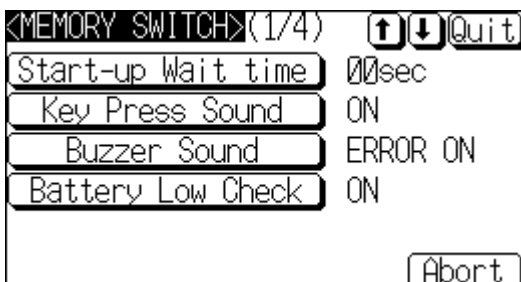 <MEMORY SWITCH>(1/4) ↑ ↓ Quit
Start-up Wait time 00sec
Key Press Sound ON
Buzzer Sound ERROR ON
Battery Low Check ON
Abort